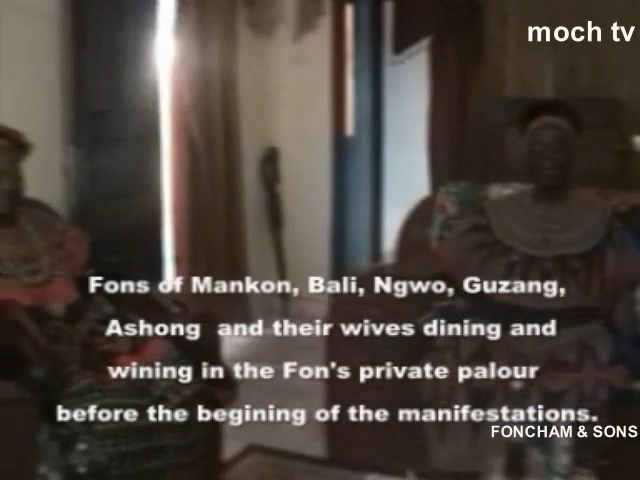 moch tv
Fons of Mankon, Bali, Ngwo, Guzang,
Ashong and their wives dining and
wining in the Fon's private palour
before the begining of the manifestations.
FONCHAM & SONS